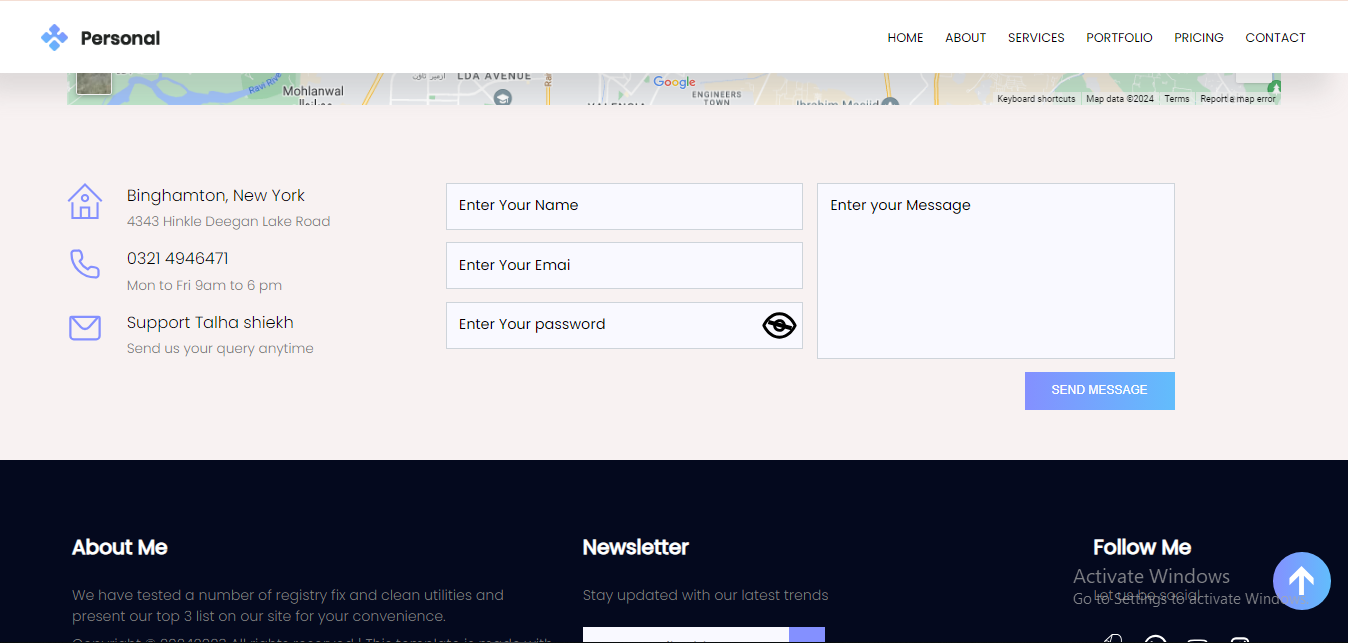 Personal
HOME ABOUT SERVICES PORTFOLIO PRICING CONTACT
LDA AVENUE
Ravi Riv
Mohlanwal
Google
ENGINEERS
TOWN
Keyboard shortcuts Map data ©2024 Terms Report a map error
Binghamton, New York
4343 Hinkle Deegan Lake Road
0321 4946471
Mon to Fri 9am to 6 pm
Support Talha shiekh
Send us your query anytime
Enter Your Name
Enter Your Emai
Enter Your password
Enter your Message
SEND MESSAGE
About Me
We have tested a number of registry fix and clean utilities and
present our top 3 list on our site for your convenience.
Newsletter
Stay updated with our latest trends
Follow Me
Let us be social
Activate Windows
Go to Settings to activate Windo